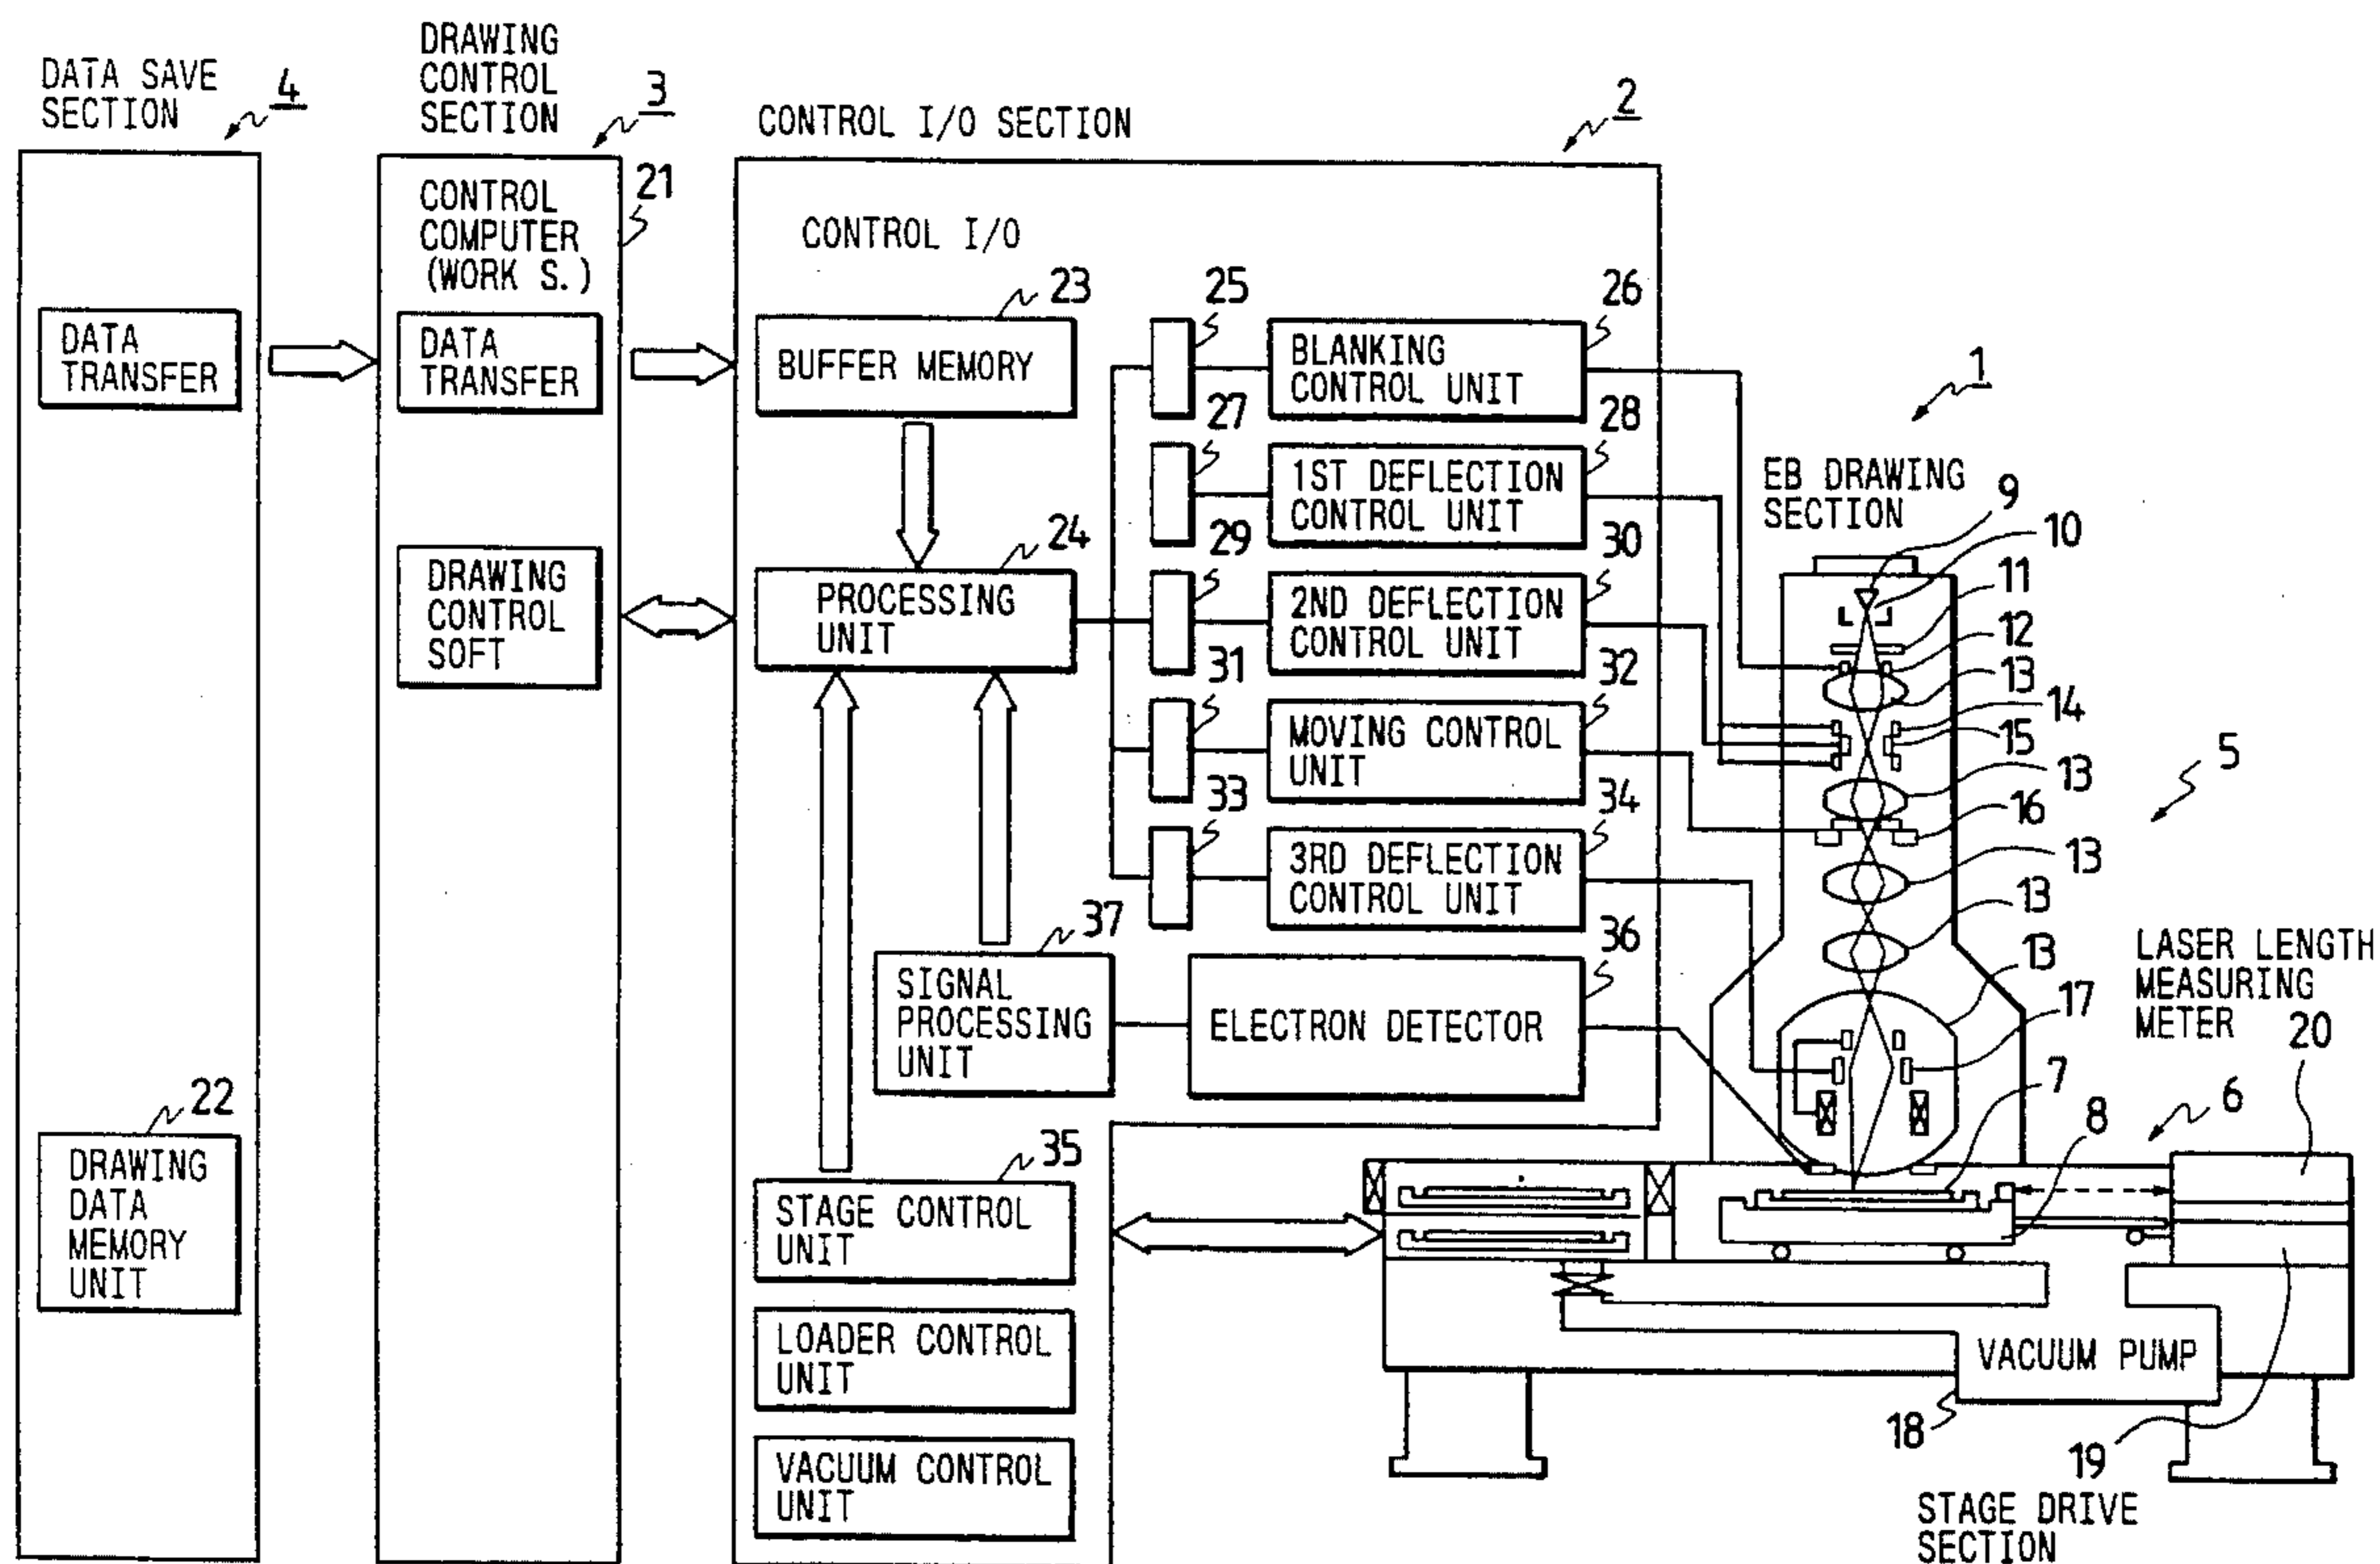 DATA SAVE
SECTION
4
DRAWING
CONTROL
SECTION
3
CONTROL I/O SECTION
2
CONTROL
COMPUTER
(WORK S.)
21
CONTROL I/O
DATA
TRANSFER
DATA
TRANSFER
23
BUFFER MEMORY
25
26
BLANKING
CONTROL UNIT
27
28
1ST DEFLECTION
CONTROL UNIT
DRAWING
CONTROL
SOFT
24
PROCESSING
UNIT
29
30
2ND DEFLECTION
CONTROL UNIT
31
32
MOVING CONTROL
UNIT
33
34
3RD DEFLECTION
CONTROL UNIT
37
SIGNAL
PROCESSING
UNIT
36
ELECTRON DETECTOR
22
DRAWING
DATA
MEMORY
UNIT
35
STAGE CONTROL
UNIT
LOADER CONTROL
UNIT
VACUUM CONTROL
UNIT
1
EB DRAWING
SECTION
9
10
11
12
13
14
15
5
13
16
13
13
13
17
LASER LENGTH
MEASURING
METER
20
7
8
6
VACUUM PUMP
18
19
STAGE DRIVE
SECTION